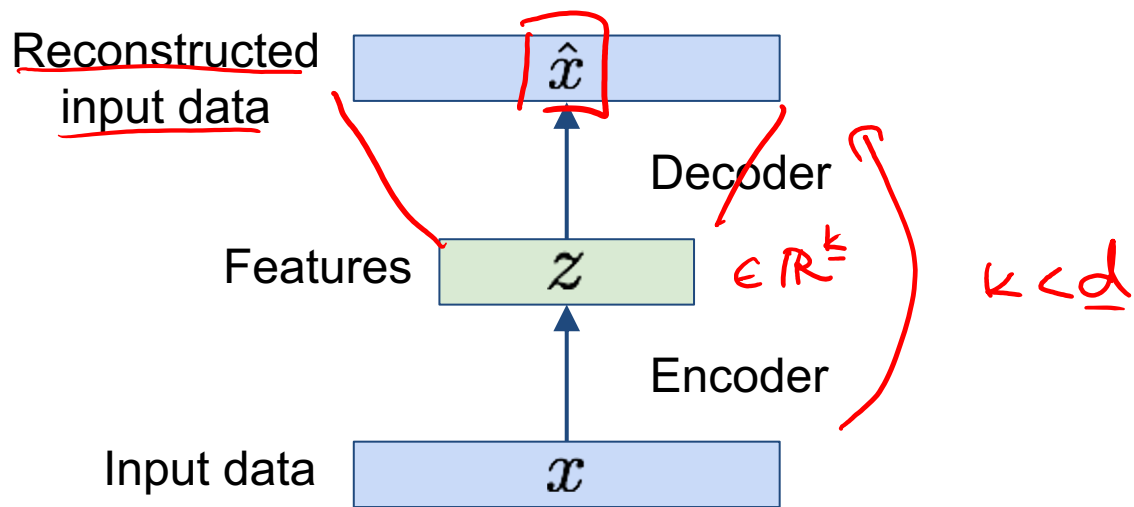 Reconstructed
input data
x̂
Decoder
Features
z
∈ ℝᵏ
k < d
Encoder
Input data
x